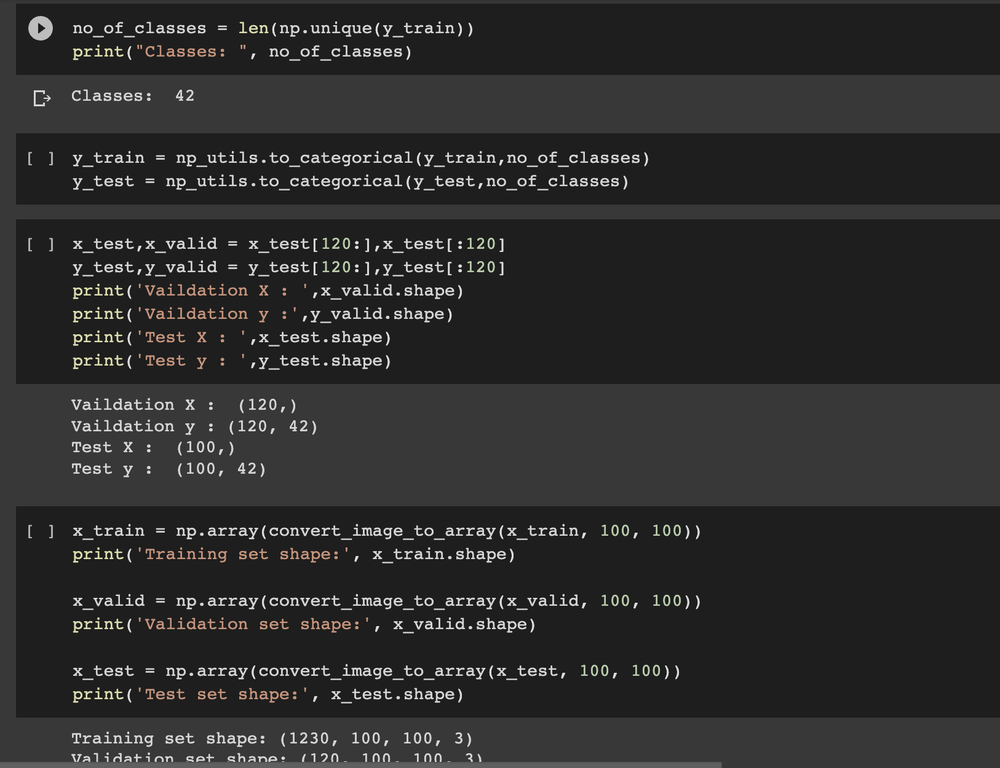 no_of_classes = len(np.unique(y_train))
print("Classes: ", no_of_classes)
Classes:  42
[ ] y_train = np_utils.to_categorical(y_train,no_of_classes)
y_test = np_utils.to_categorical(y_test,no_of_classes)
[ ] x_test,x_valid = x_test[120:],x_test[:120]
y_test,y_valid = y_test[120:],y_test[:120]
print('Vaildation X : ',x_valid.shape)
print('Vaildation y :',y_valid.shape)
print('Test X : ',x_test.shape)
print('Test y : ',y_test.shape)
Vaildation X :  (120,)
Vaildation y : (120, 42)
Test X :  (100,)
Test y :  (100, 42)
[ ] x_train = np.array(convert_image_to_array(x_train, 100, 100))
print('Training set shape:', x_train.shape)
x_valid = np.array(convert_image_to_array(x_valid, 100, 100))
print('Validation set shape:', x_valid.shape)
x_test = np.array(convert_image_to_array(x_test, 100, 100))
print('Test set shape:', x_test.shape)
Training set shape: (1230, 100, 100, 3)
Validation set shape: (120, 100, 100, 3)